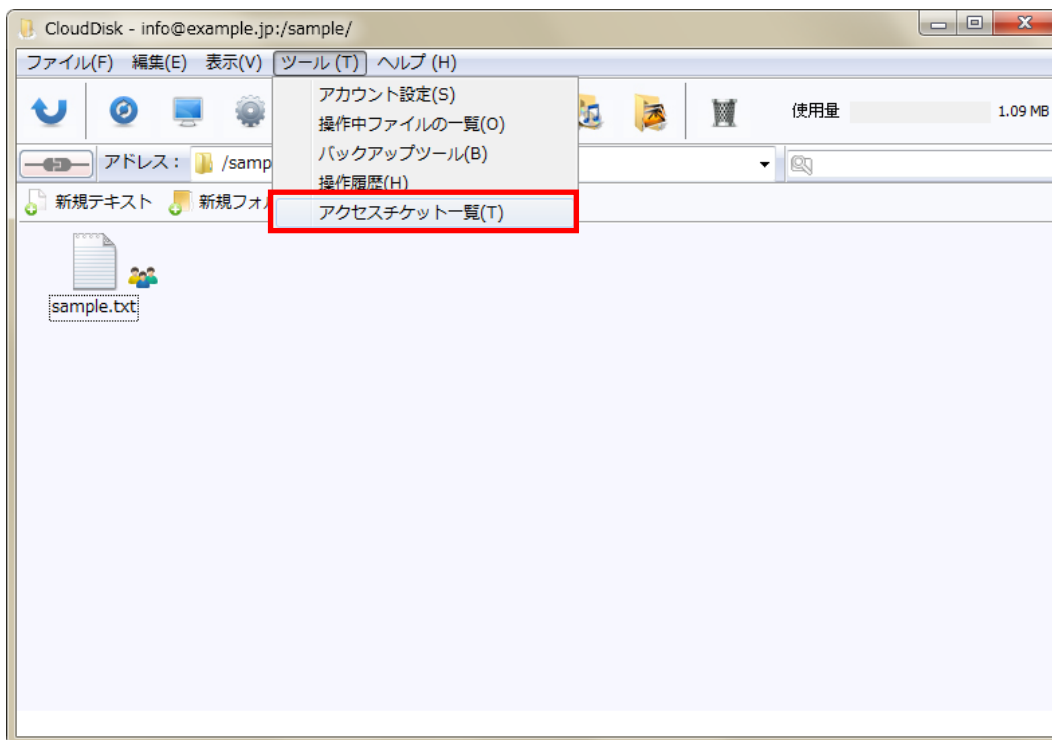 CloudDisk - info@example.jp:/sample/
ファイル(F) 編集(E) 表示(V) ツール (T) ヘルプ (H)
アカウント設定(S)
操作中ファイルの一覧(O)
バックアップツール(B)
操作履歴(H)
アクセスチケット一覧(T)
使用量 1.09 MB
アドレス: /samp
新規テキスト 新規フォ
sample.txt